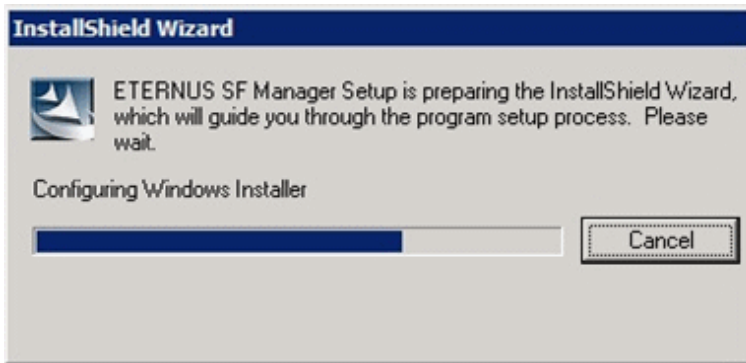 InstallShield Wizard
ETERNUS SF Manager Setup is preparing the InstallShield Wizard,
which will guide you through the program setup process. Please
wait.
Configuring Windows Installer
Cancel